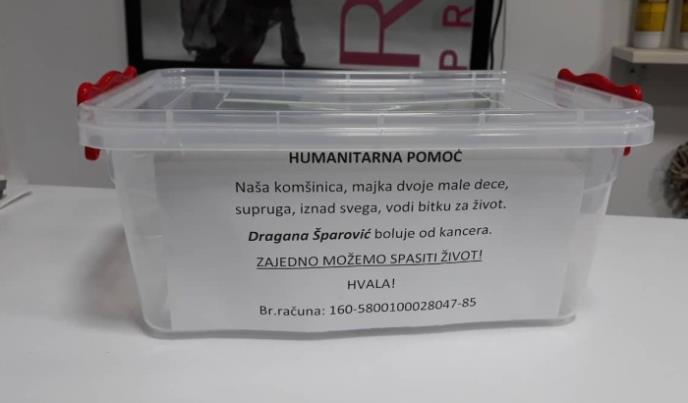 R
PR
HUMANITARNA POMOĆ
Naša komšinica, majka dvoje male dece,
supruga, iznad svega, vodi bitku za život.
Dragana Šparović boluje od kancera.
ZAJEDNO MOŽEMO SPASITI ŽIVOT!
HVALA!
Br.računa: 160-5800100028047-85